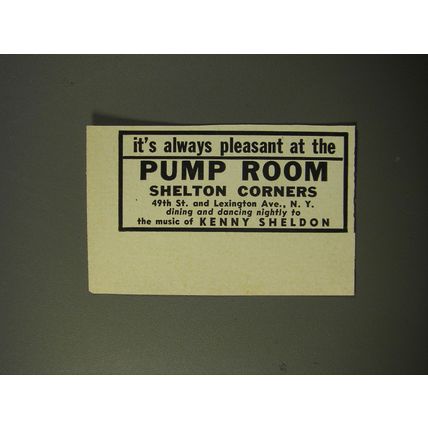 it's always pleasant at the
PUMP ROOM
SHELTON CORNERS
49th St. and Lexington Ave., N. Y.
dining and dancing nightly to
the music of KENNY SHELDON